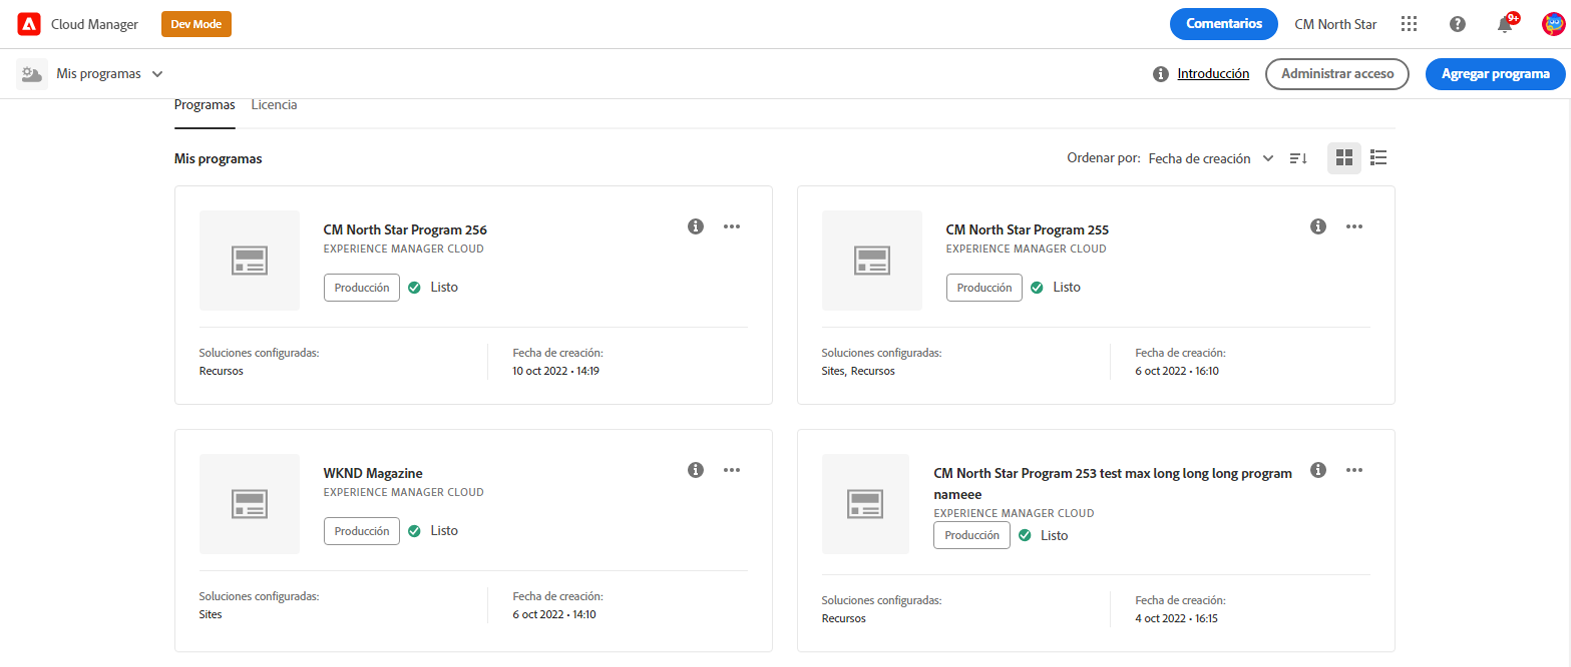 Cloud Manager
Dev Mode
Comentarios
CM North Star
9+
Mis programas
Introducción
Administrar acceso
Agregar programa
Programas
Licencia
Mis programas
Ordenar por: Fecha de creación
CM North Star Program 256
EXPERIENCE MANAGER CLOUD
Producción
Listo
Soluciones configuradas:
Recursos
Fecha de creación:
10 oct 2022 • 14:19
CM North Star Program 255
EXPERIENCE MANAGER CLOUD
Producción
Listo
Soluciones configuradas:
Sites, Recursos
Fecha de creación:
6 oct 2022 • 16:10
WKND Magazine
EXPERIENCE MANAGER CLOUD
Producción
Listo
Soluciones configuradas:
Sites
Fecha de creación:
6 oct 2022 • 14:10
CM North Star Program 253 test max long long long program
nameee
EXPERIENCE MANAGER CLOUD
Producción
Listo
Soluciones configuradas:
Recursos
Fecha de creación:
4 oct 2022 • 16:15